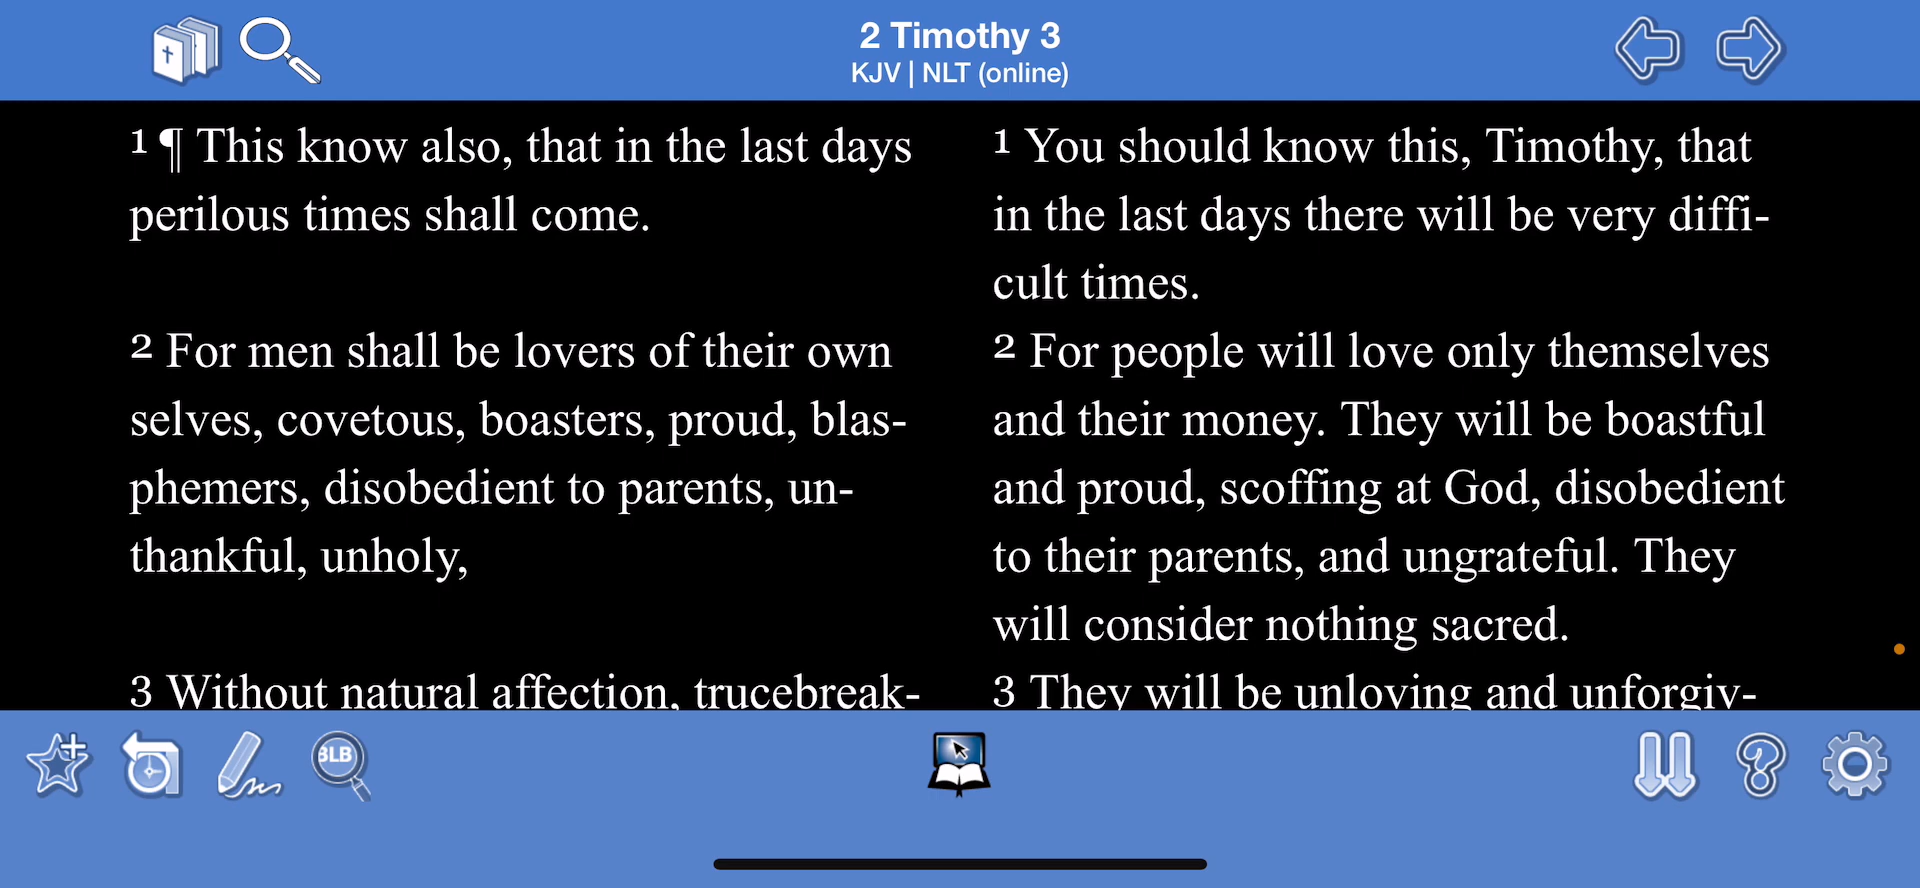 2 Timothy 3
KJV | NLT (online)
1 ¶ This know also, that in the last days
perilous times shall come.
2 For men shall be lovers of their own
selves, covetous, boasters, proud, blas-
phemers, disobedient to parents, un-
thankful, unholy,
3 Without natural affection, trucebreak-
1 You should know this, Timothy, that
in the last days there will be very diffi-
cult times.
2 For people will love only themselves
and their money. They will be boastful
and proud, scoffing at God, disobedient
to their parents, and ungrateful. They
will consider nothing sacred.
3 They will be unloving and unforgiv-
BLB